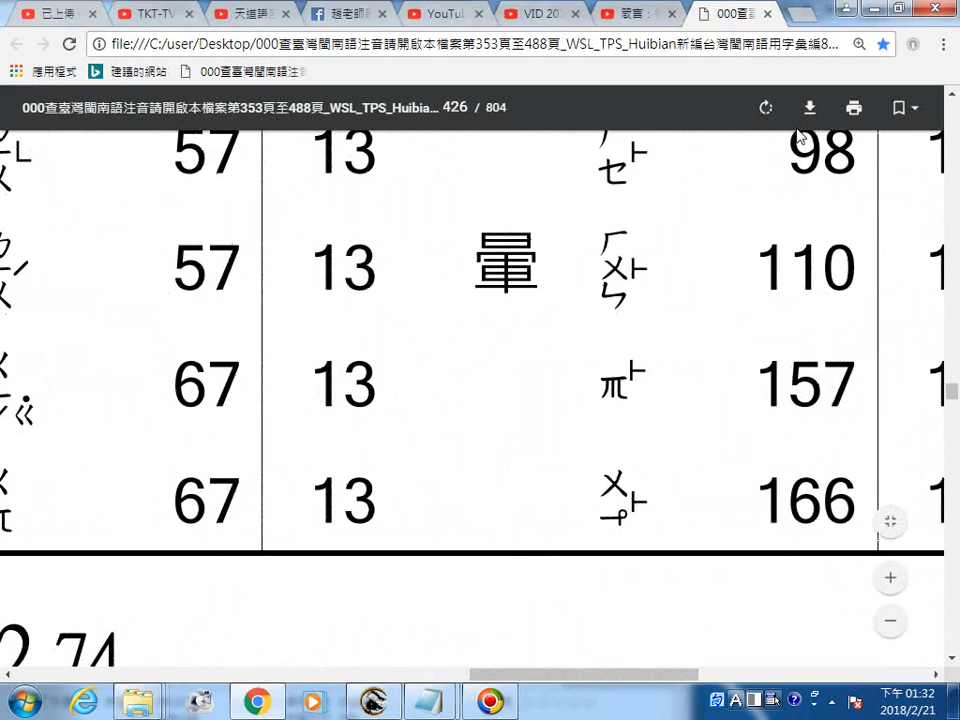 已上傳
TKT-TV
天道講
趙老師
YouTu
VID 20
箴言：
000查
file:///C:/user/Desktop/000查臺灣閩南語注音請開啟本檔案第353頁至488頁_WSL_TPS_Huibian新編台灣閩南語用字彙編8...
應用程式
建議的網站
000查臺灣閩南語注
000查臺灣閩南語注音請開啟本檔案第353頁至488頁_WSL_TPS_Huibia... 426 / 804
57 13 ㄏㄝ˫ 98
57 13 暈 ㄏㄨㄣ˫ 110
67 13 ㆫ˫ 157
67 13 ㄨ 166
2.74
下午 01:32
2018/2/21